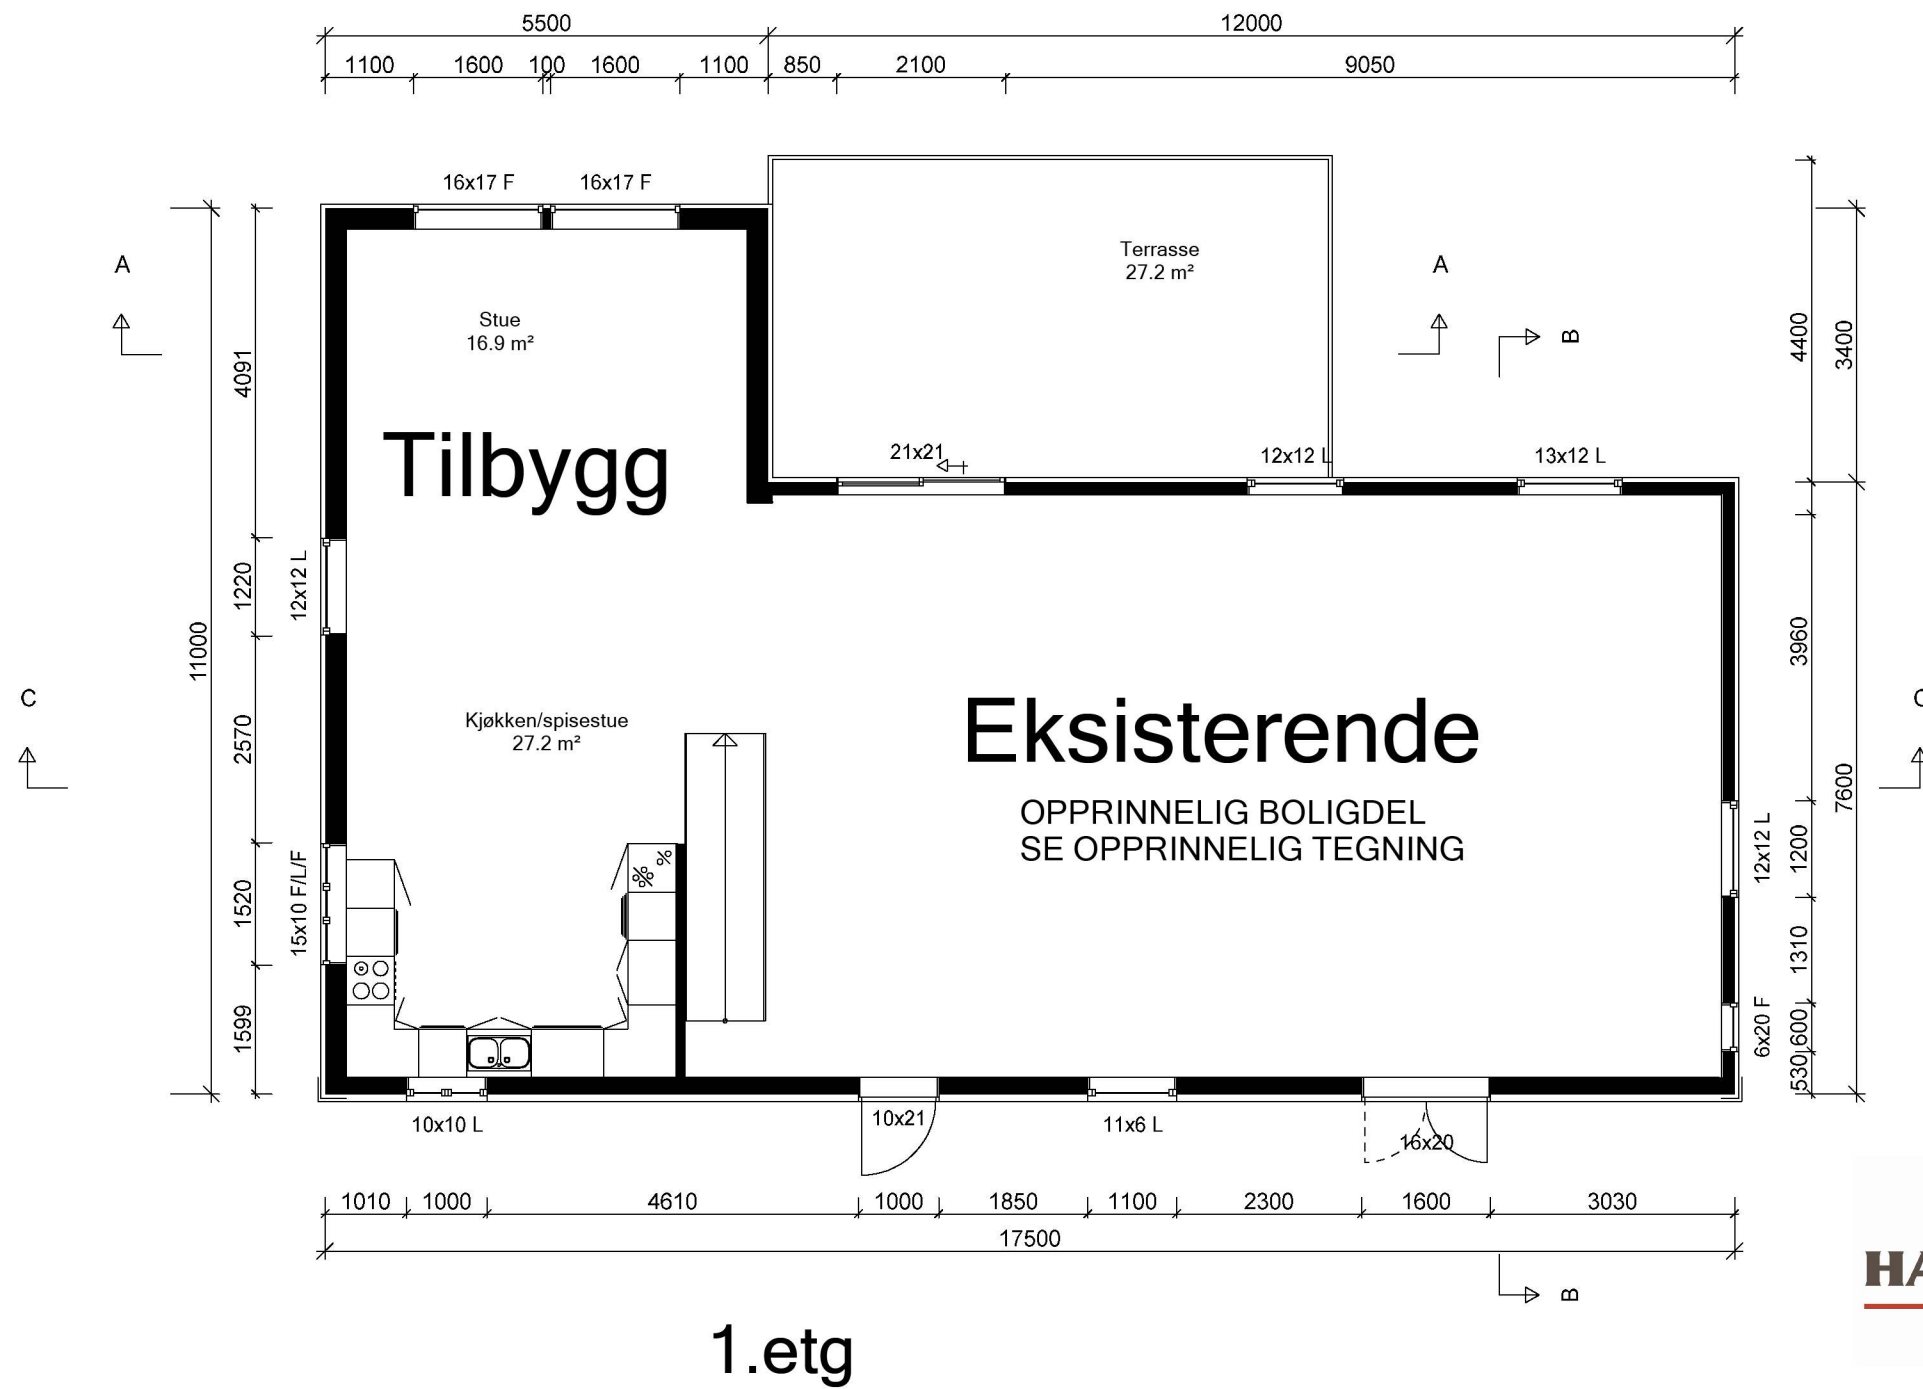 5500
12000
1100
1600
100
1600
1100
850
2100
9050
16x17 F
16x17 F
Terrasse
27.2 m²
A
A
B
Stue
16.9 m²
4091
4400
3400
Tilbygg
21x21
12x12 L
13x12 L
1220
12x12 L
11000
3960
C
C
Kjøkken/spisestue
27.2 m²
2570
Eksisterende
OPPRINNELIG BOLIGDEL
SE OPPRINNELIG TEGNING
7600
1520
15x10 F/L/F
12x12 L
1200
1310
1599
6x20 F
600
530
10x10 L
10x21
11x6 L
16x20
1010
1000
4610
1000
1850
1100
2300
1600
3030
17500
HA
B
1.etg